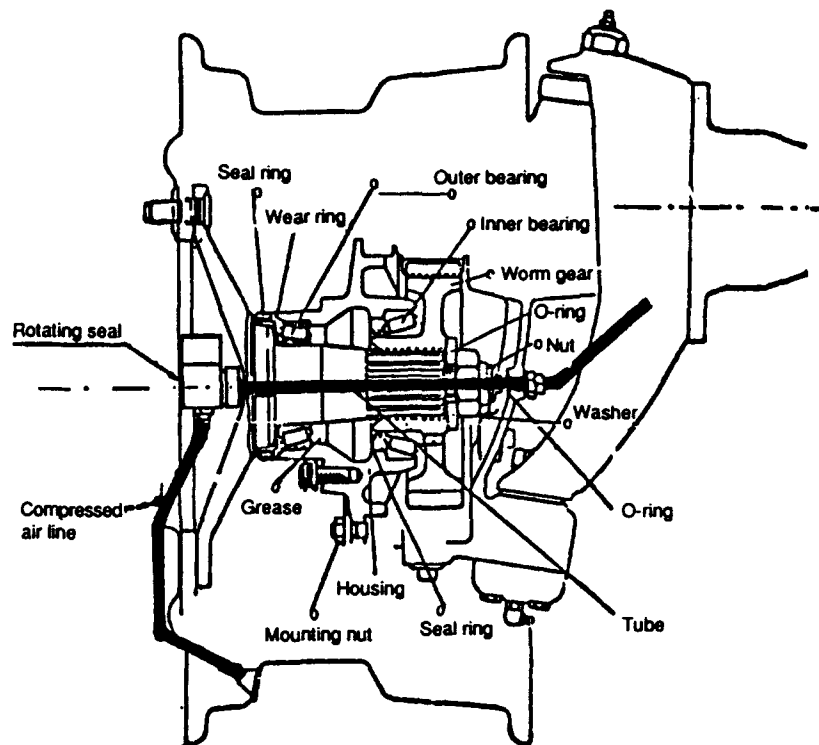 Seal ring
Outer bearing
Wear ring
Inner bearing
Worm gear
O-ring
Rotating seal
Nut
Washer
Compressed
air line
Grease
O-ring
Housing
Tube
Mounting nut
Seal ring